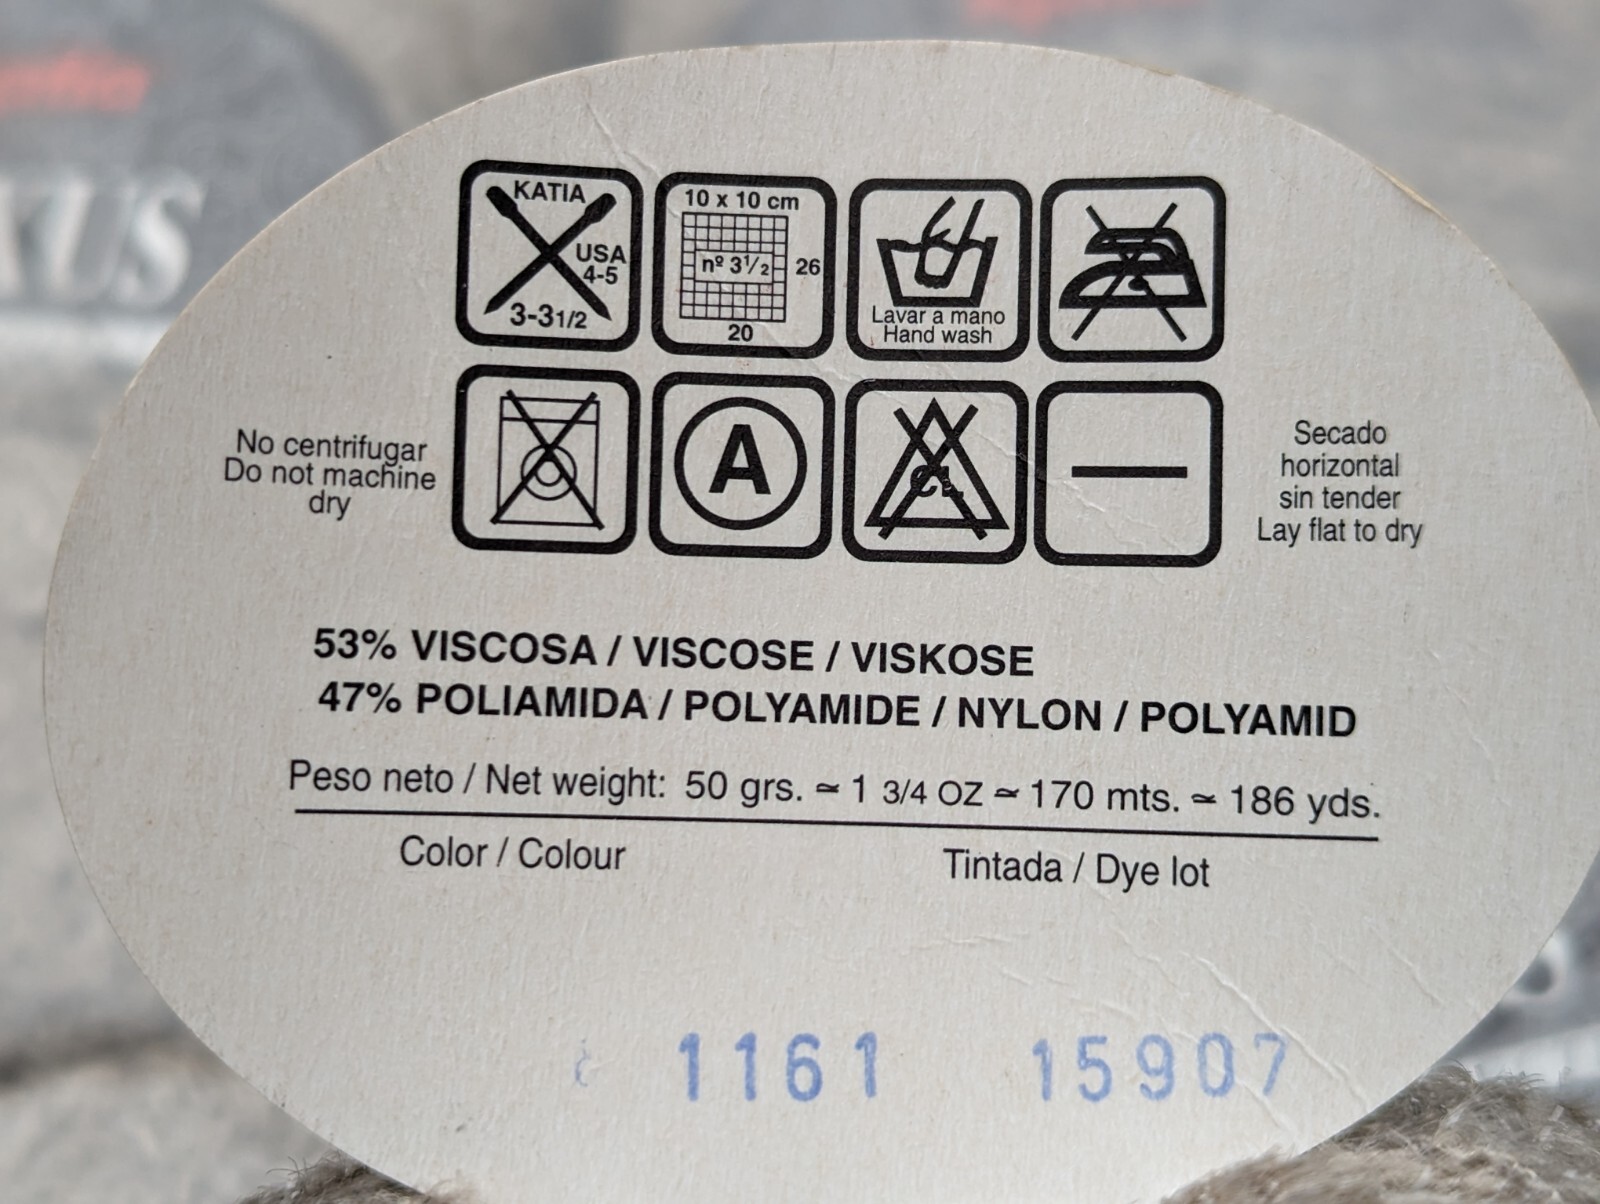 KATIA
USA
4-5
3-3 1/2
10 x 10 cm
nº 3½
26
20
Lavar a mano
Hand wash
No centrifugar
Do not machine
dry
A
CL
Secado
horizontal
sin tender
Lay flat to dry
53% VISCOSA / VISCOSE / VISKOSE
47% POLIAMIDA / POLYAMIDE / NYLON / POLYAMID
Peso neto / Net weight: 50 grs. ≃ 1 3/4 OZ ≃ 170 mts. ≃ 186 yds.
Color / Colour
Tintada / Dye lot
1161 15907